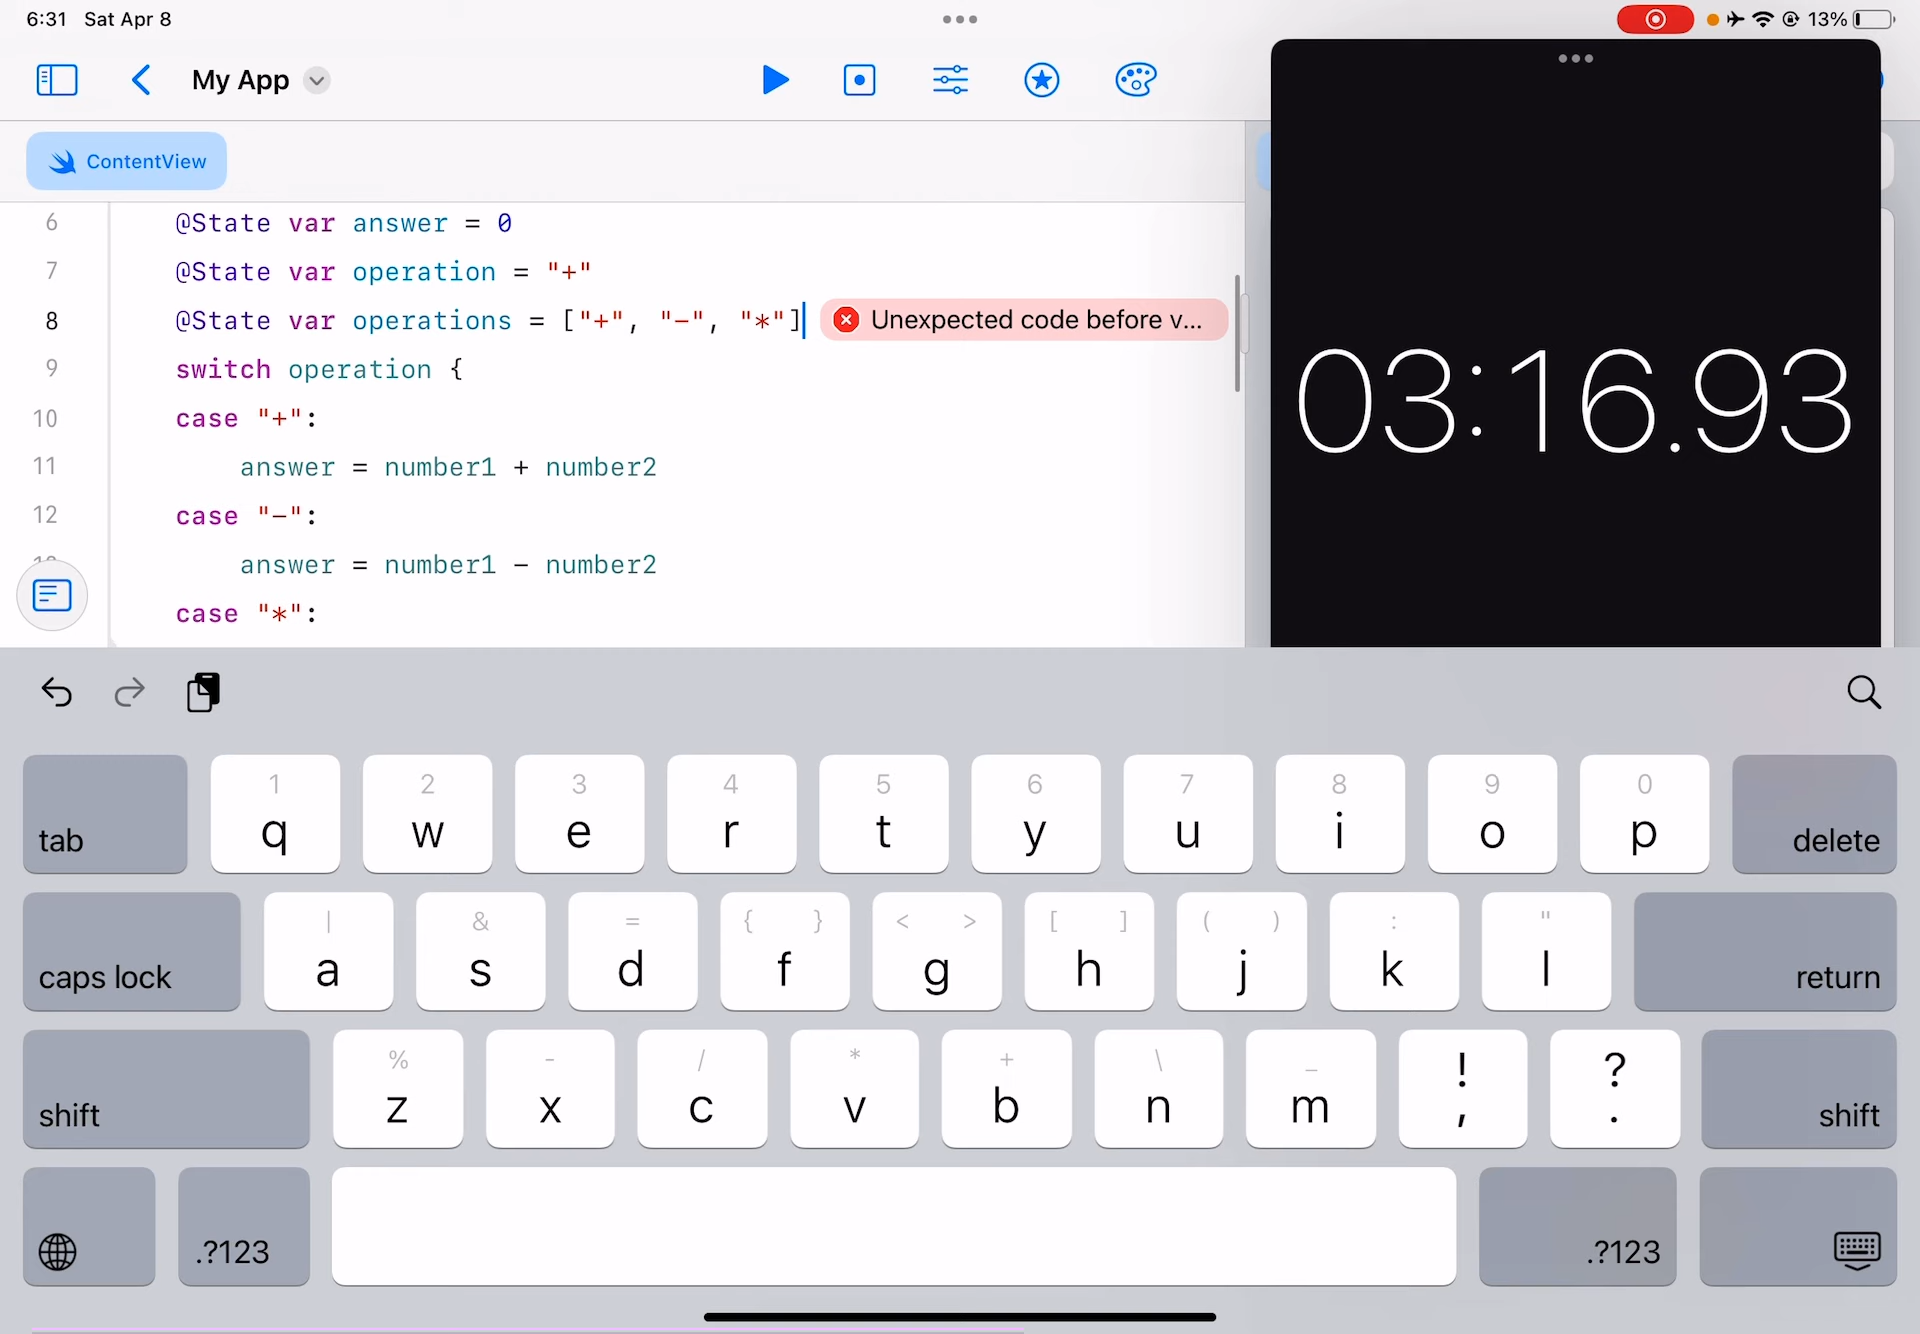 6:31 Sat Apr 8
13%
My App
ContentView
6 @State var answer = 0
7 @State var operation = "+"
8 @State var operations = ["+", "-", "*"] Unexpected code before v...
9 switch operation {
10 case "+":
11 answer = number1 + number2
12 case "-":
answer = number1 - number2
case "*":
03:16.93
1 2 3 4 5 6 7 8 9 0
tab q w e r t y u i o p delete
| & = { } < > [ ] ( ) : "
caps lock a s d f g h j k l return
% - / * + \ _ ! ?
shift z x c v b n m , . shift
.?123 .?123